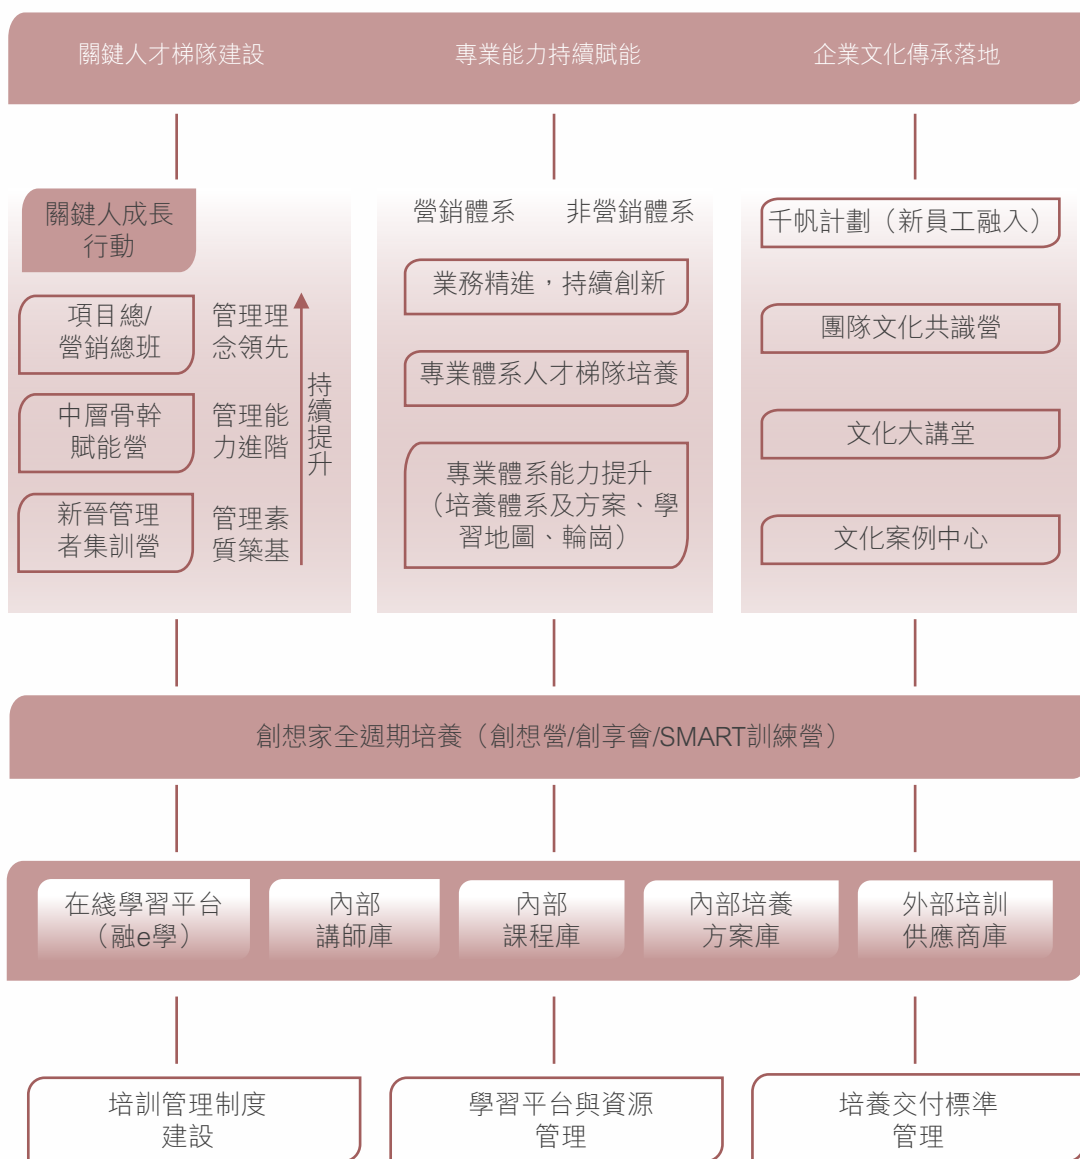 關鍵人才梯隊建設
專業能力持續賦能
企業文化傳承落地
關鍵人成長
行動
項目總/
營銷總班
管理理
念領先
中層骨幹
賦能營
管理能
力進階
新晉管理
者集訓營
管理素
質築基
持續提升
營銷體系
非營銷體系
業務精進，持續創新
專業體系人才梯隊培養
專業體系能力提升
（培養體系及方案、學
習地圖、輪崗）
千帆計劃（新員工融入）
團隊文化共識營
文化大講堂
文化案例中心
創想家全週期培養（創想營/創享會/SMART訓練營）
在綫學習平台
（融e學）
內部
講師庫
內部
課程庫
內部培養
方案庫
外部培訓
供應商庫
培訓管理制度
建設
學習平台與資源
管理
培養交付標準
管理